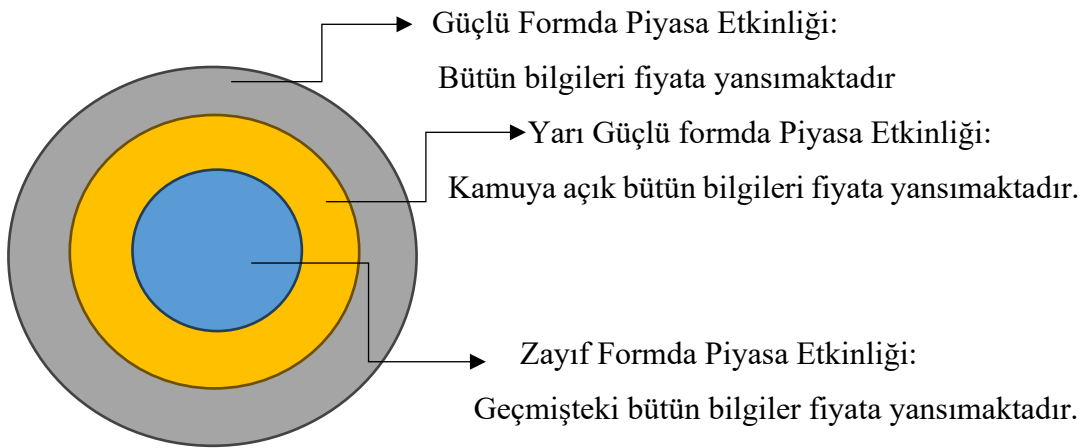 Güçlü Formda Piyasa Etkinliği:
Bütün bilgileri fiyata yansımaktadır
Yarı Güçlü formda Piyasa Etkinliği:
Kamuya açık bütün bilgileri fiyata yansımaktadır.
Zayıf Formda Piyasa Etkinliği:
Geçmişteki bütün bilgiler fiyata yansımaktadır.